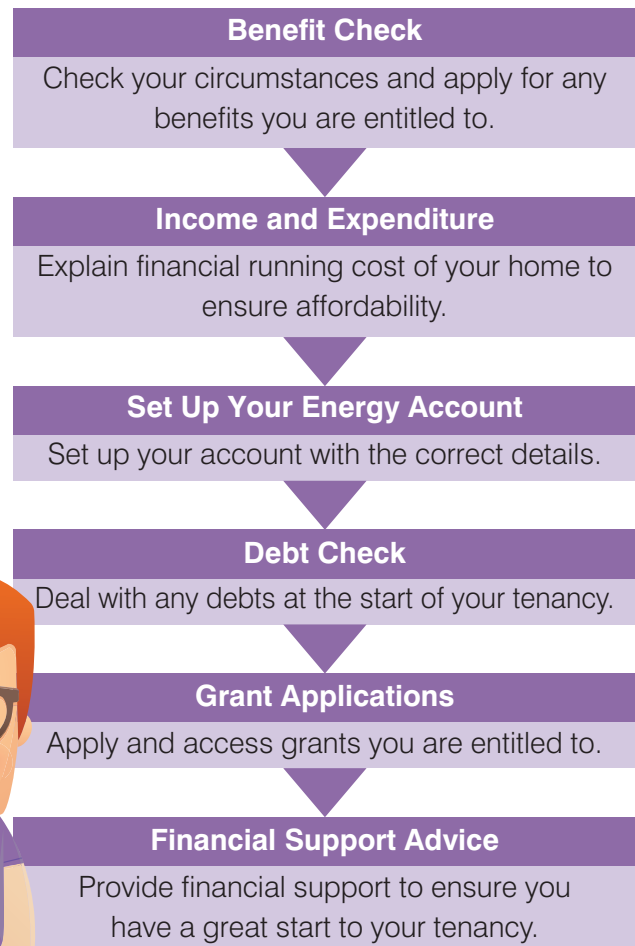 Benefit Check
Check your circumstances and apply for any
benefits you are entitled to.
Income and Expenditure
Explain financial running cost of your home to
ensure affordability.
Set Up Your Energy Account
Set up your account with the correct details.
Debt Check
Deal with any debts at the start of your tenancy.
Grant Applications
Apply and access grants you are entitled to.
Financial Support Advice
Provide financial support to ensure you
have a great start to your tenancy.